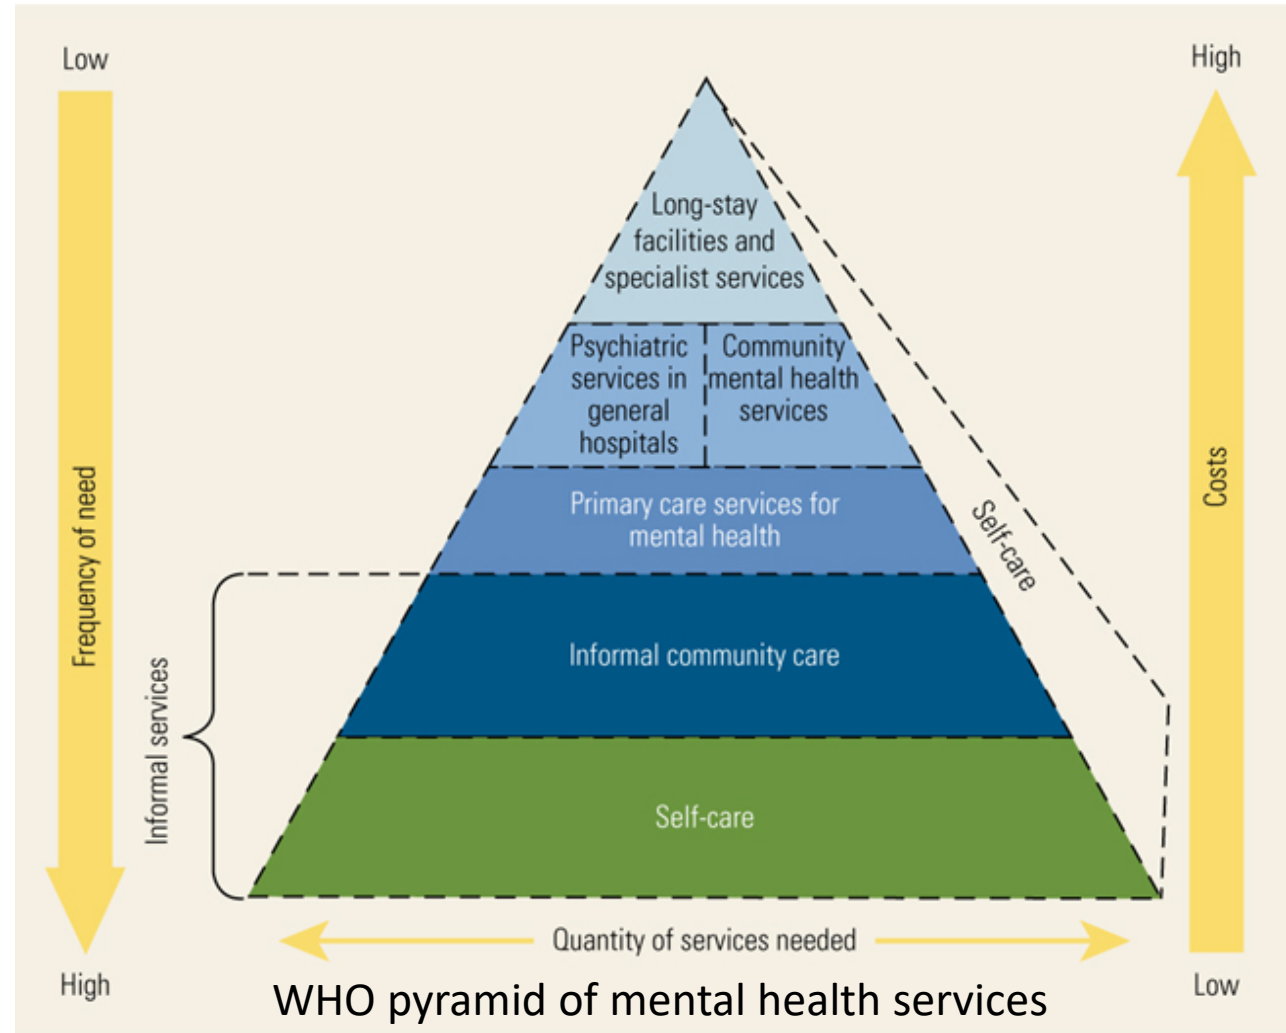 Low
High
Long-stay
facilities and
specialist services
Psychiatric
services in
general
hospitals
Community
mental health
services
Primary care services for
mental health
Self-care
Frequency of need
Costs
Informal services
Informal community care
Self-care
Quantity of services needed
High
Low
WHO pyramid of mental health services